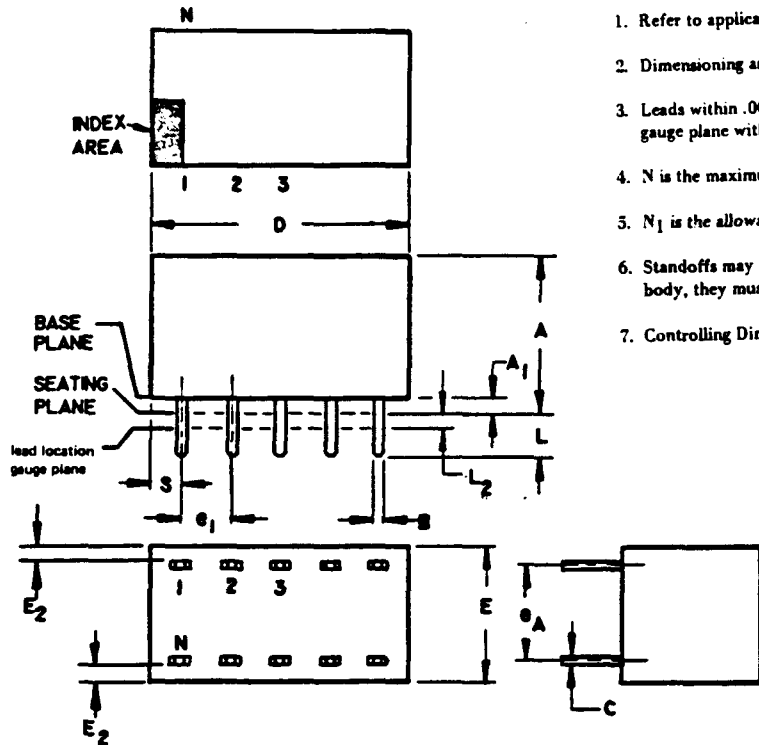 N
INDEX
AREA
1 2 3
D
BASE
PLANE
SEATING
PLANE
lead location
gauge plane
A
A1
L
L2
S
e1
B
E2
1 2 3
N
E2
E
eA
C
1. Refer to applica
2. Dimensioning a
3. Leads within .00
gauge plane wit
4. N is the maximu
5. N1 is the allowa
6. Standoffs may
body, they mus
7. Controlling Dir